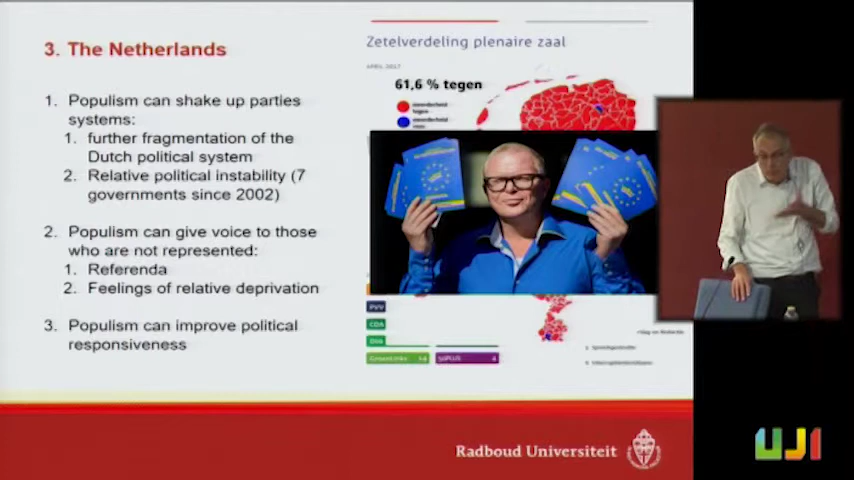 3. The Netherlands
1. Populism can shake up parties
systems:
1. further fragmentation of the
Dutch political system
2. Relative political instability (7
governments since 2002)
2. Populism can give voice to those
who are not represented:
1. Referenda
2. Feelings of relative deprivation
3. Populism can improve political
responsiveness
Zetelverdeling plenaire zaal
APRIL 2017
61,6 % tegen
PVV
CDA
D66
GroenLinks 14
50PLUS 4
Radboud Universiteit
UJI